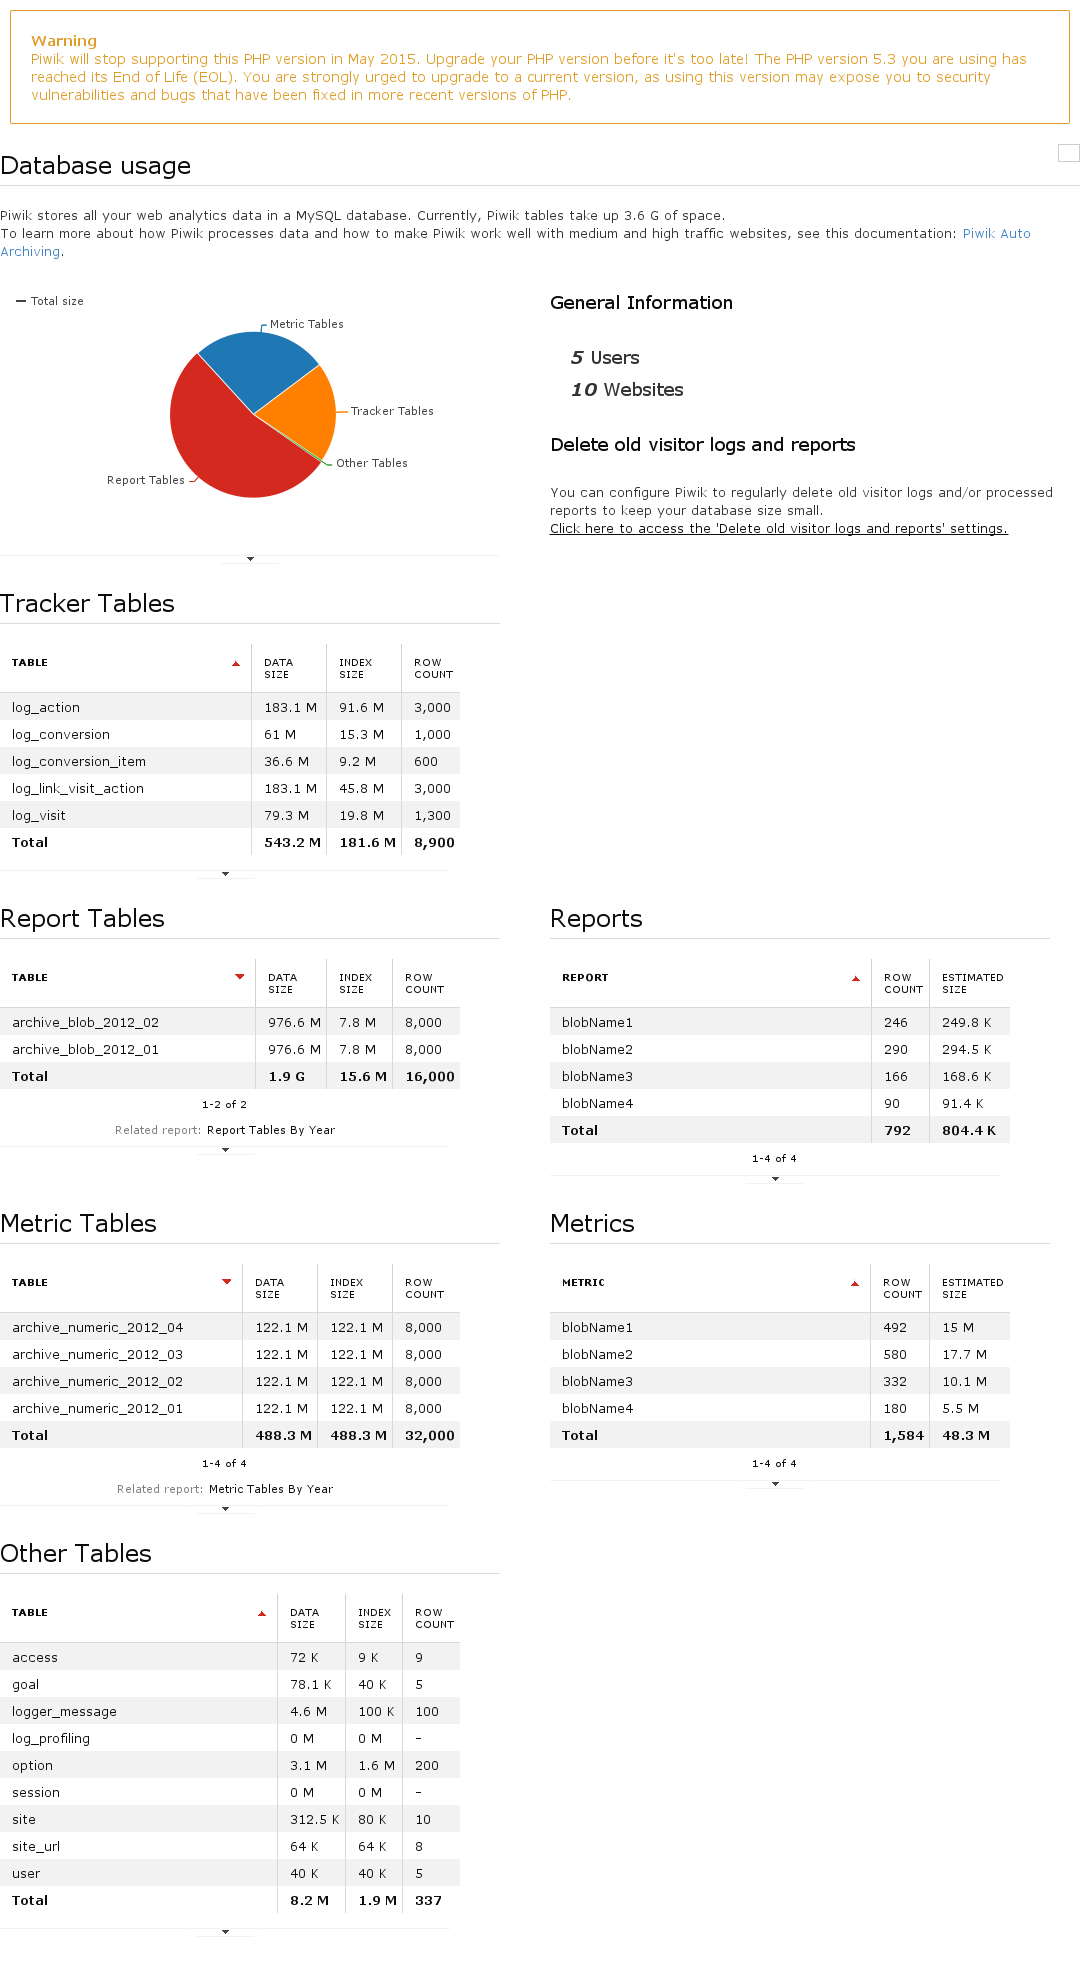 Warning
Piwik will stop supporting this PHP version in May 2015. Upgrade your PHP version before it's too late! The PHP version 5.3 you are using has
reached its End of Life (EOL). You are strongly urged to upgrade to a current version, as using this version may expose you to security
vulnerabilities and bugs that have been fixed in more recent versions of PHP.
Database usage
Piwik stores all your web analytics data in a MySQL database. Currently, Piwik tables take up 3.6 G of space.
To learn more about how Piwik processes data and how to make Piwik work well with medium and high traffic websites, see this documentation: Piwik Auto
Archiving.
Total size
Metric Tables
Tracker Tables
Other Tables
Report Tables
General Information
5 Users
10 Websites
Delete old visitor logs and reports
You can configure Piwik to regularly delete old visitor logs and/or processed
reports to keep your database size small.
Click here to access the 'Delete old visitor logs and reports' settings.
Tracker Tables
TABLE DATA SIZE INDEX SIZE ROW COUNT
log_action 183.1 M 91.6 M 3,000
log_conversion 61 M 15.3 M 1,000
log_conversion_item 36.6 M 9.2 M 600
log_link_visit_action 183.1 M 45.8 M 3,000
log_visit 79.3 M 19.8 M 1,300
Total 543.2 M 181.6 M 8,900
Report Tables
TABLE DATA SIZE INDEX SIZE ROW COUNT
archive_blob_2012_02 976.6 M 7.8 M 8,000
archive_blob_2012_01 976.6 M 7.8 M 8,000
Total 1.9 G 15.6 M 16,000
1-2 of 2
Related report: Report Tables By Year
Reports
REPORT ROW COUNT ESTIMATED SIZE
blobName1 246 249.8 K
blobName2 290 294.5 K
blobName3 166 168.6 K
blobName4 90 91.4 K
Total 792 804.4 K
1-4 of 4
Metric Tables
TABLE DATA SIZE INDEX SIZE ROW COUNT
archive_numeric_2012_04 122.1 M 122.1 M 8,000
archive_numeric_2012_03 122.1 M 122.1 M 8,000
archive_numeric_2012_02 122.1 M 122.1 M 8,000
archive_numeric_2012_01 122.1 M 122.1 M 8,000
Total 488.3 M 488.3 M 32,000
1-4 of 4
Related report: Metric Tables By Year
Metrics
METRIC ROW COUNT ESTIMATED SIZE
blobName1 492 15 M
blobName2 580 17.7 M
blobName3 332 10.1 M
blobName4 180 5.5 M
Total 1,584 48.3 M
1-4 of 4
Other Tables
TABLE DATA SIZE INDEX SIZE ROW COUNT
access 72 K 9 K 9
goal 78.1 K 40 K 5
logger_message 4.6 M 100 K 100
log_profiling 0 M 0 M -
option 3.1 M 1.6 M 200
session 0 M 0 M -
site 312.5 K 80 K 10
site_url 64 K 64 K 8
user 40 K 40 K 5
Total 8.2 M 1.9 M 337